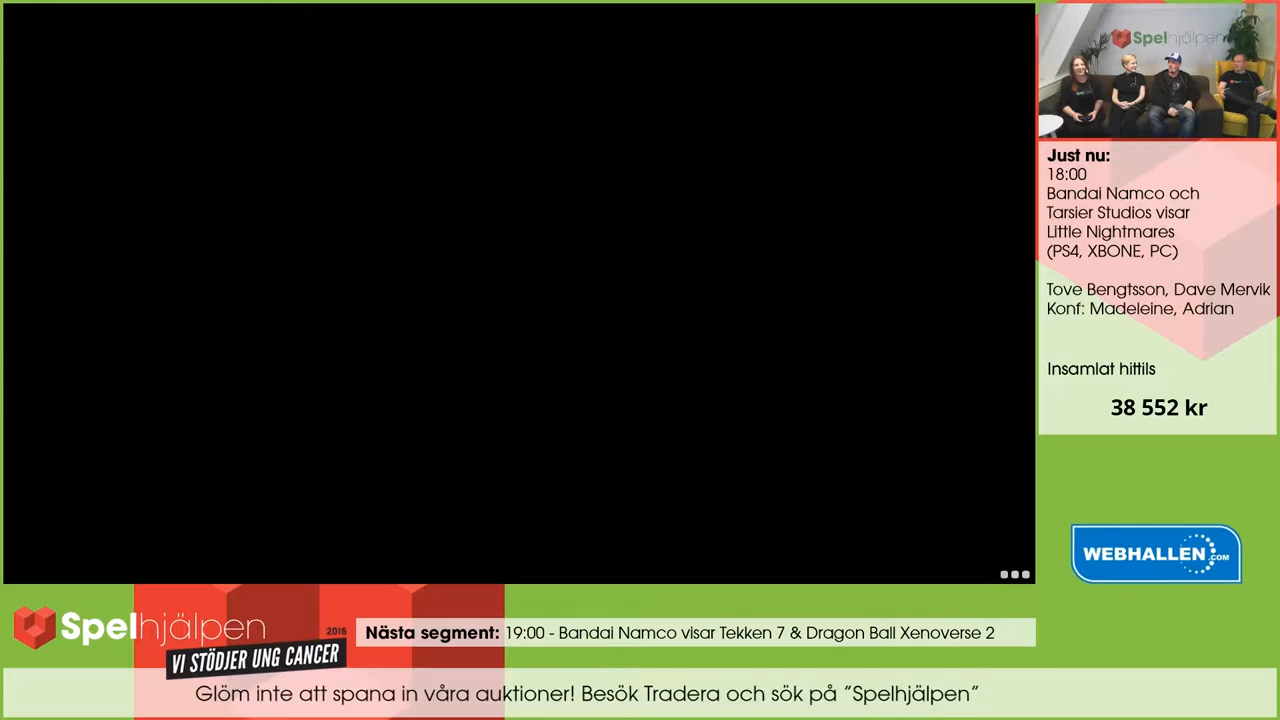 Spelhjälpen
Just nu:
18:00
Bandai Namco och
Tarsier Studios visar
Little Nightmares
(PS4, XBONE, PC)
Tove Bengtsson, Dave Mervik
Konf: Madeleine, Adrian
Insamlat hittils
38 552 kr
WEBHALLEN.COM
Spelhjälpen
2016
VI STÖDJER UNG CANCER
Nästa segment: 19:00 - Bandai Namco visar Tekken 7 & Dragon Ball Xenoverse 2
Glöm inte att spana in våra auktioner! Besök Tradera och sök på ”Spelhjälpen”